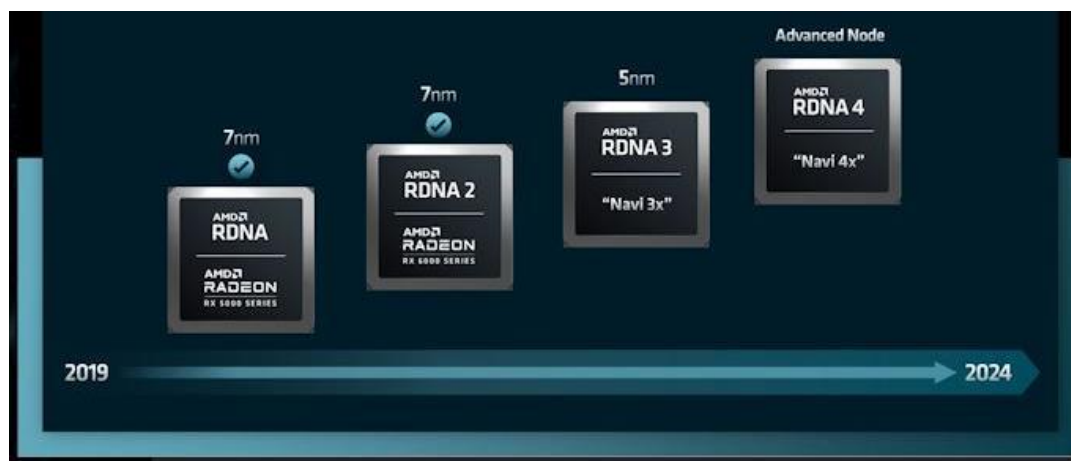 Advanced Node
AMD
RDNA 4
"Navi 4x"
5nm
AMD
RDNA 3
"Navi 3x"
7nm
AMD
RDNA 2
AMD
RADEON
RX 6000 SERIES
7nm
AMD
RDNA
AMD
RADEON
RX 5000 SERIES
2019
2024